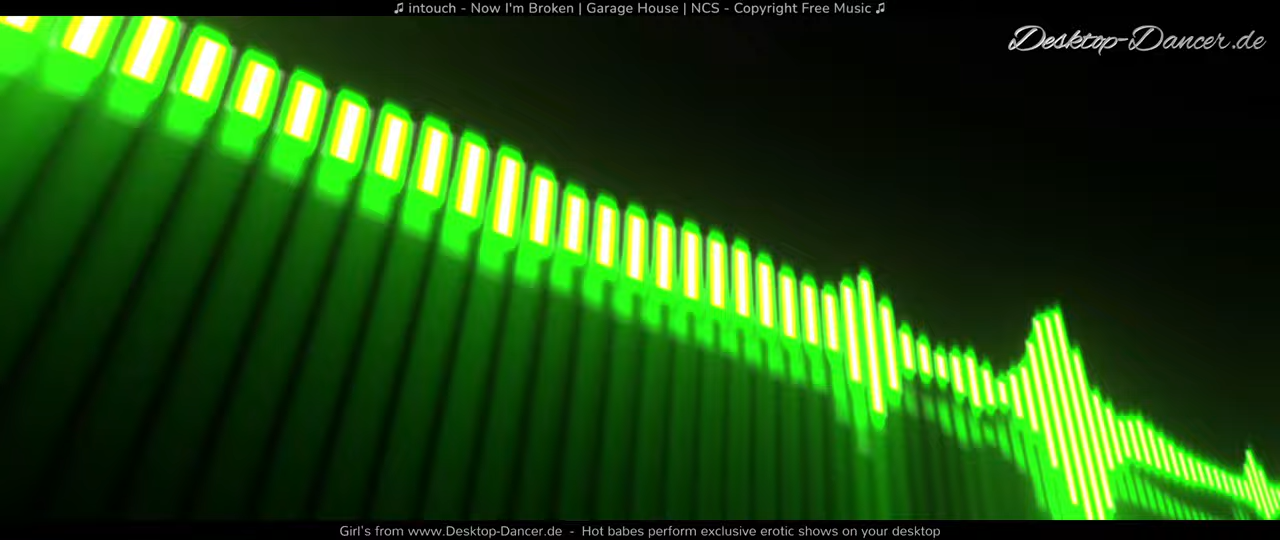 ♫ intouch - Now I'm Broken | Garage House | NCS - Copyright Free Music ♫
Desktop-Dancer.de
Girl's from www.Desktop-Dancer.de - Hot babes perform exclusive erotic shows on your desktop